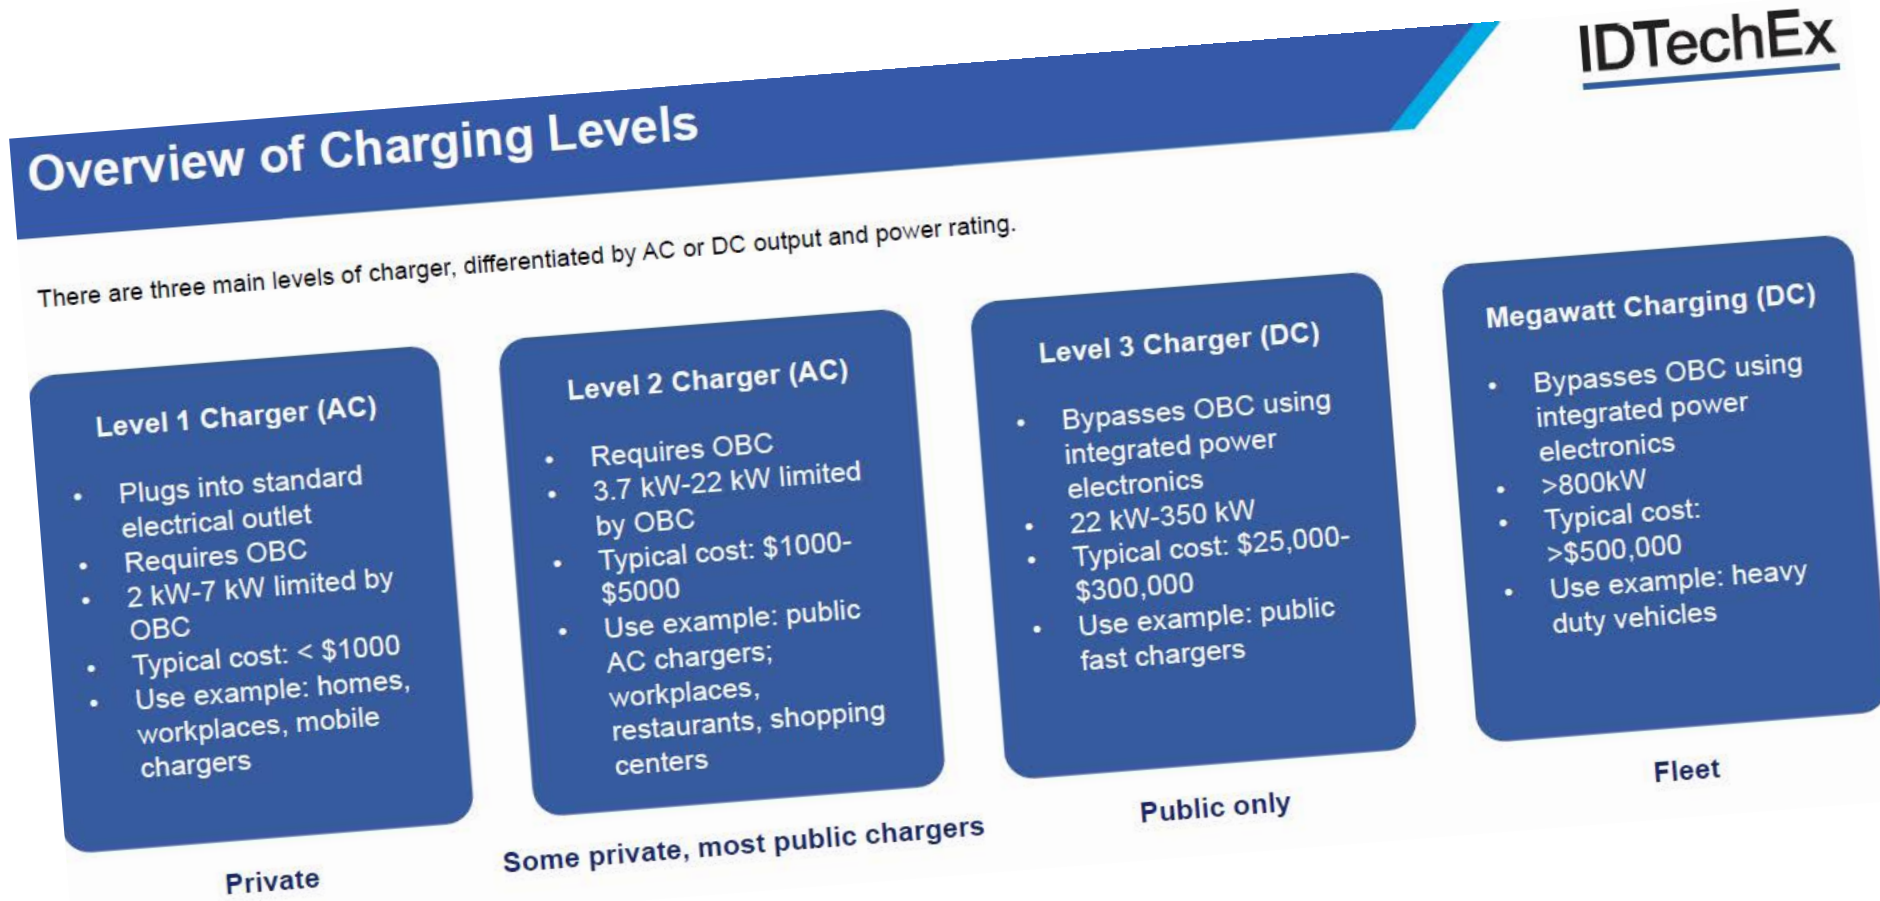 IDTechEx
Overview of Charging Levels
There are three main levels of charger, differentiated by AC or DC output and power rating.
Level 1 Charger (AC)
• Plugs into standard
electrical outlet
• Requires OBC
• 2 kW-7 kW limited by
OBC
• Typical cost: < $1000
• Use example: homes,
workplaces, mobile
chargers
Private
Level 2 Charger (AC)
• Requires OBC
• 3.7 kW-22 kW limited
by OBC
• Typical cost: $1000-
$5000
• Use example: public
AC chargers;
workplaces,
restaurants, shopping
centers
Some private, most public chargers
Level 3 Charger (DC)
• Bypasses OBC using
integrated power
electronics
• 22 kW-350 kW
• Typical cost: $25,000-
$300,000
• Use example: public
fast chargers
Public only
Megawatt Charging (DC)
• Bypasses OBC using
integrated power
electronics
• >800kW
• Typical cost:
>$500,000
• Use example: heavy
duty vehicles
Fleet